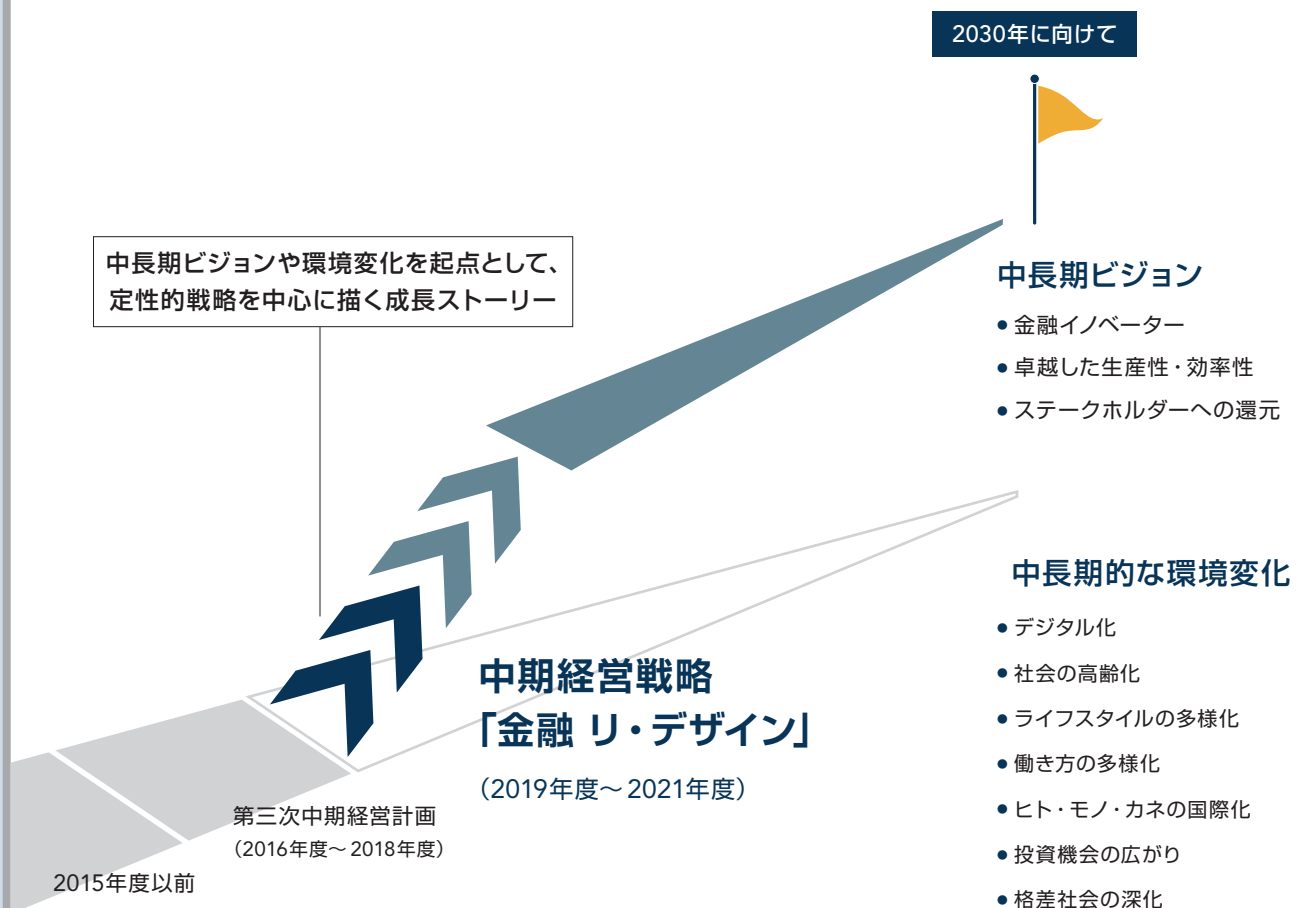 2030年に向けて
中長期ビジョンや環境変化を起点として、
定性的戦略を中心に描く成長ストーリー
中長期ビジョン
● 金融イノベーター
● 卓越した生産性・効率性
● ステークホルダーへの還元
中長期的な環境変化
● デジタル化
● 社会の高齢化
● ライフスタイルの多様化
● 働き方の多様化
● ヒト・モノ・カネの国際化
● 投資機会の広がり
● 格差社会の深化
中期経営戦略
「金融 リ・デザイン」
（2019年度～2021年度）
第三次中期経営計画
（2016年度～2018年度）
2015年度以前